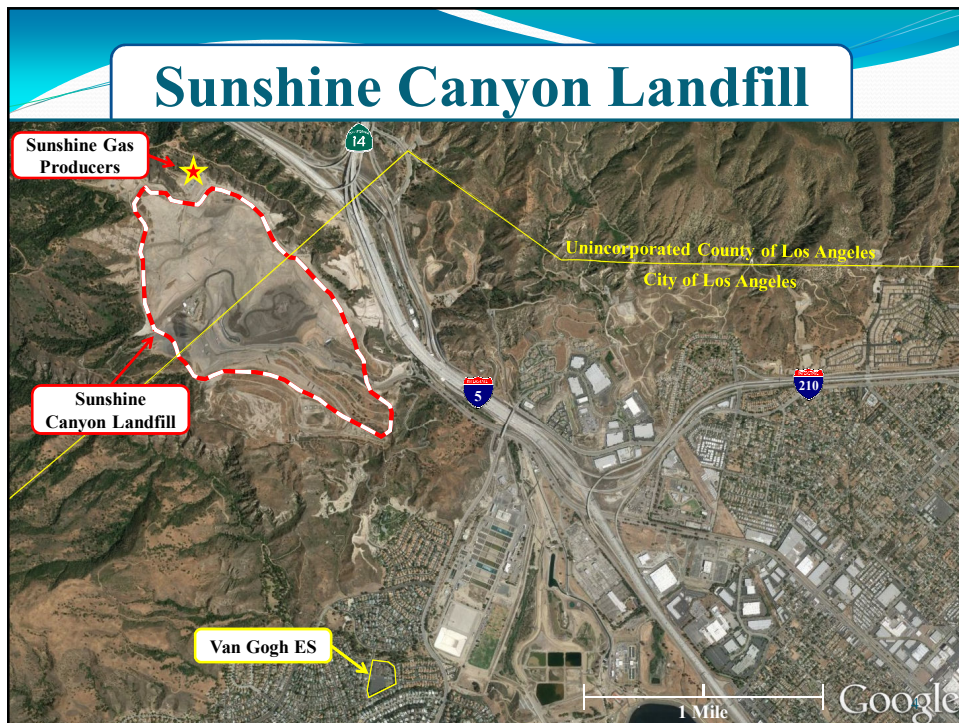 Sunshine Canyon Landfill
Sunshine Gas
Producers
14
Unincorporated County of Los Angeles
City of Los Angeles
210
5
Sunshine
Canyon Landfill
Van Gogh ES
1 Mile
Google